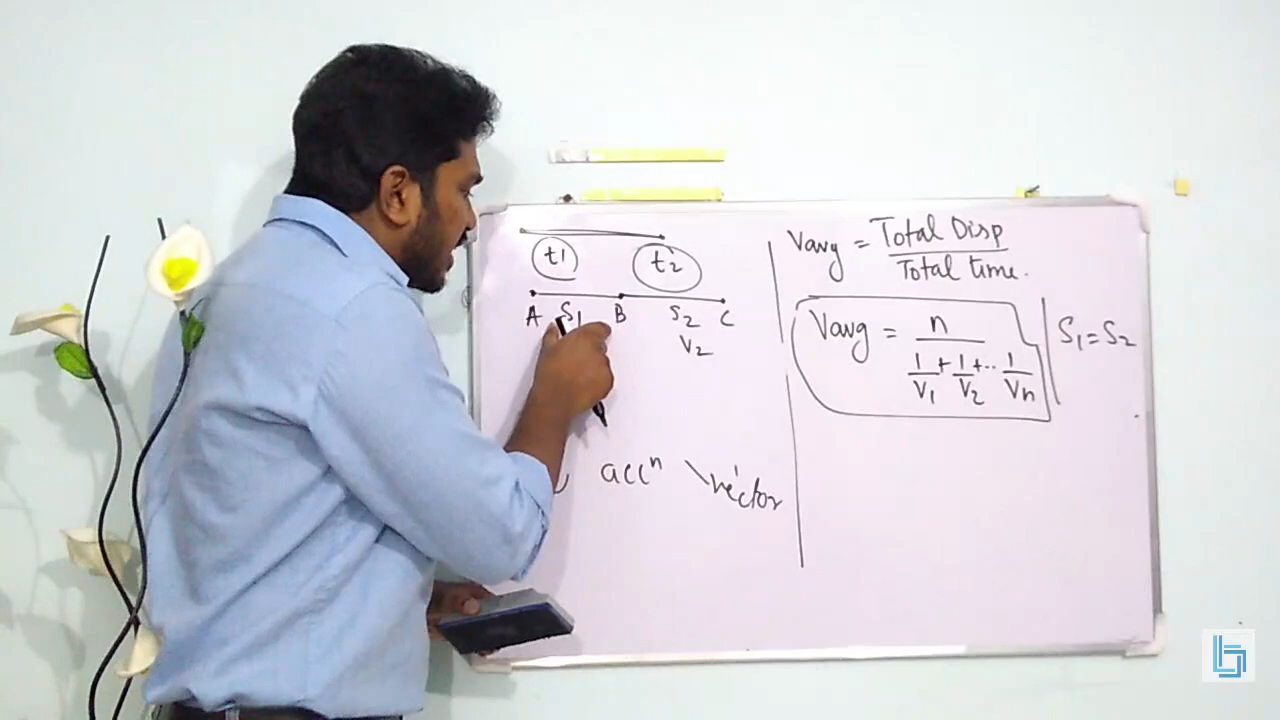 t1 t2
A S1 B S2 C
V2
accⁿ vector
Vavg = Total Disp
Total time.
Vavg = n
1/V1 + 1/V2 + .. 1/Vn
S1 = S2